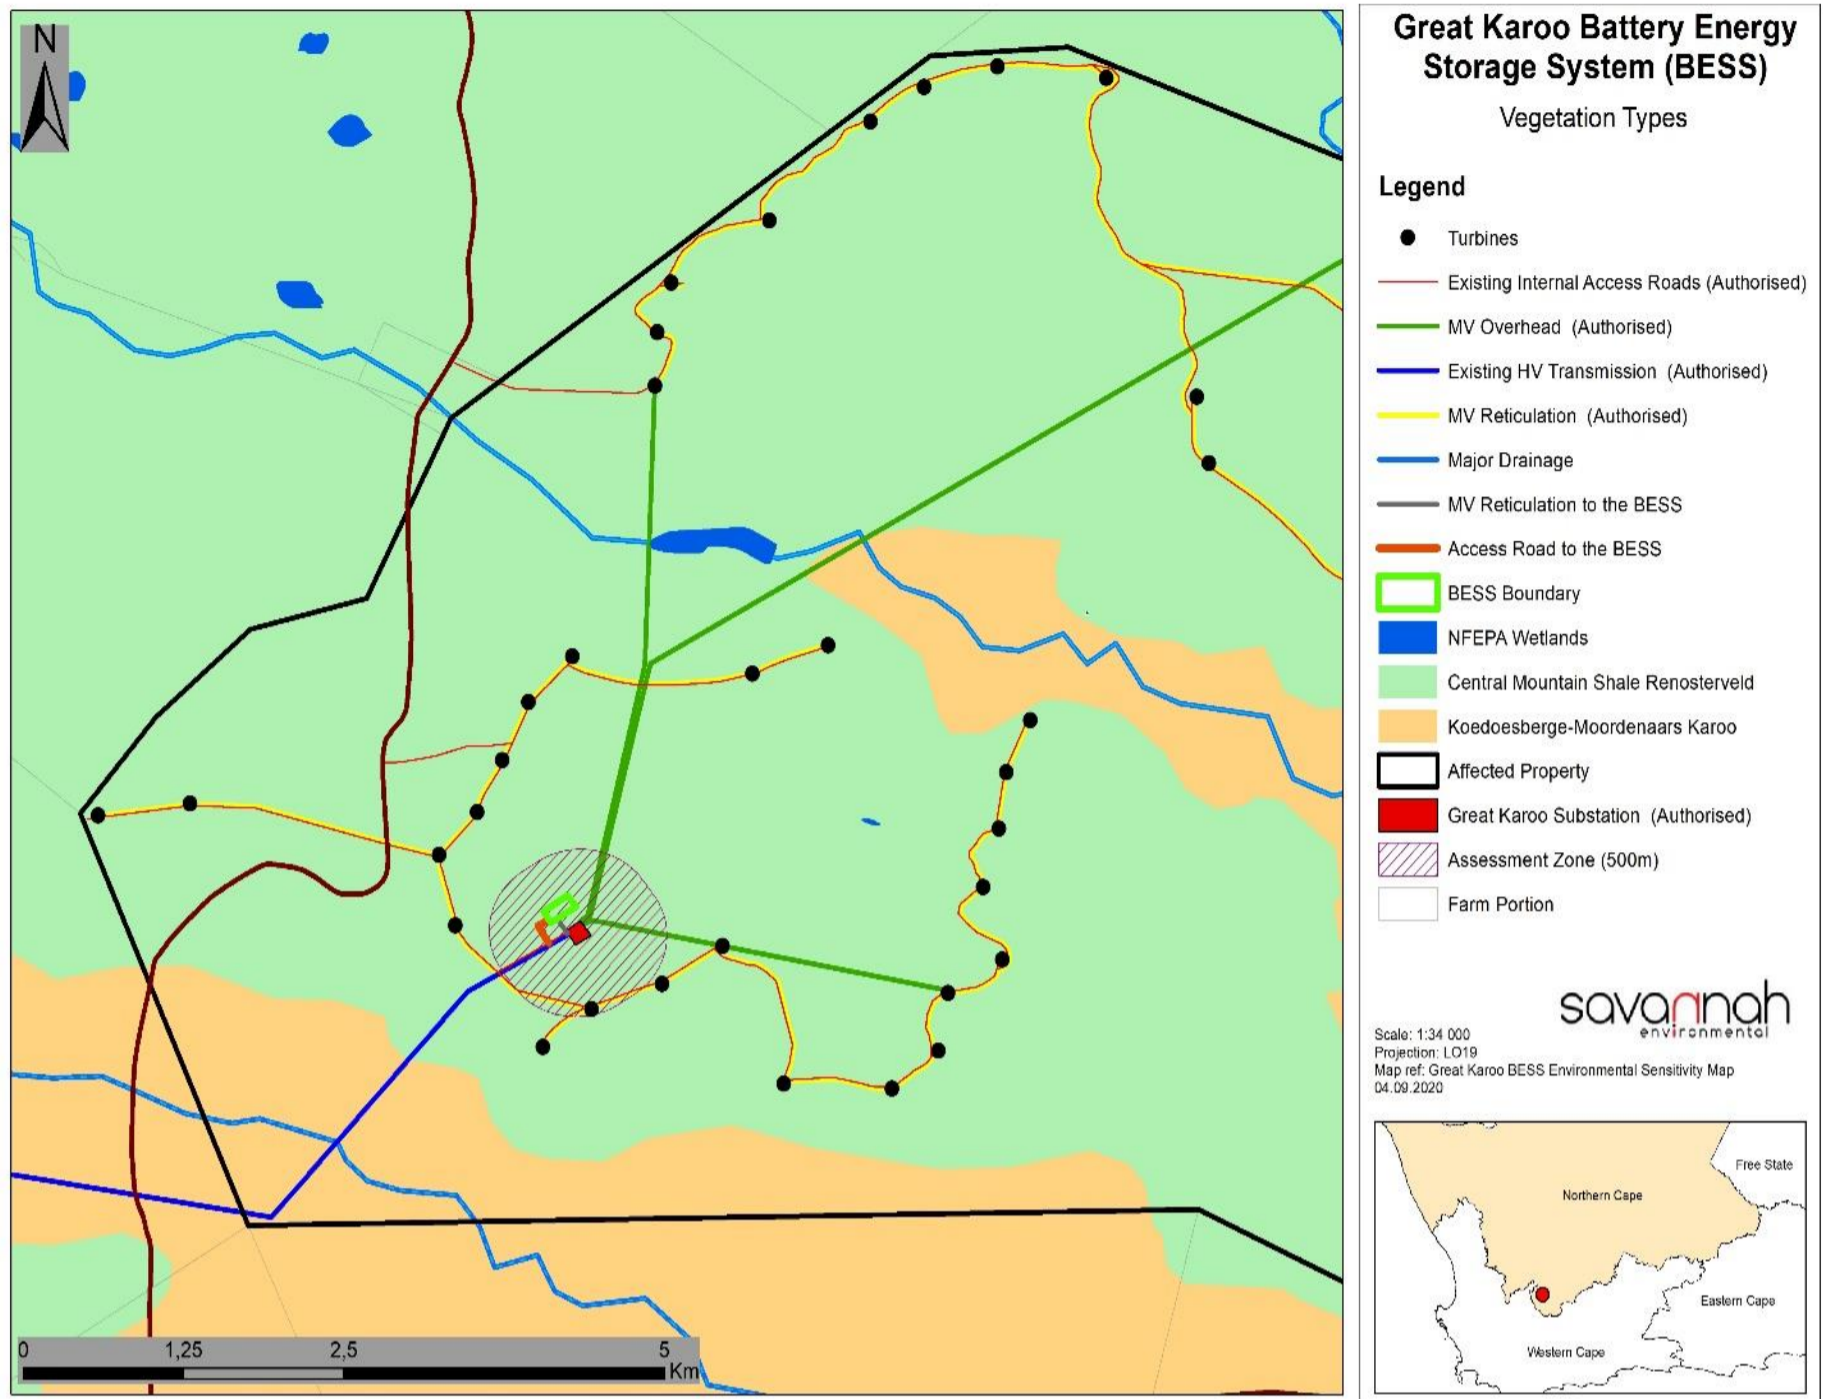 N
0 1,25 2,5 5
Km
Great Karoo Battery Energy
Storage System (BESS)
Vegetation Types
Legend
Turbines
Existing Internal Access Roads (Authorised)
MV Overhead (Authorised)
Existing HV Transmission (Authorised)
MV Reticulation (Authorised)
Major Drainage
MV Reticulation to the BESS
Access Road to the BESS
BESS Boundary
NFEPA Wetlands
Central Mountain Shale Renosterveld
Koedoesberge-Moordenaars Karoo
Affected Property
Great Karoo Substation (Authorised)
Assessment Zone (500m)
Farm Portion
savannah
environmental
Scale: 1:34 000
Projection: LO19
Map ref: Great Karoo BESS Environmental Sensitivity Map
04.09.2020
Free State
Northern Cape
Eastern Cape
Western Cape